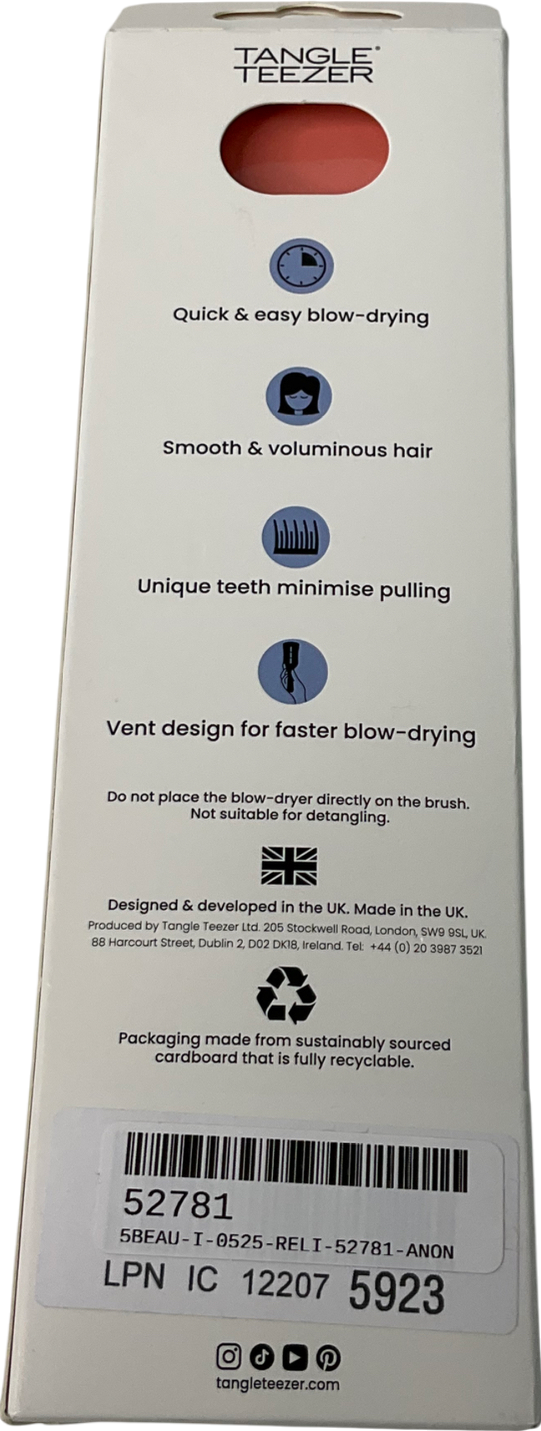 TANGLE®
TEEZER
Quick & easy blow-drying
Smooth & voluminous hair
Unique teeth minimise pulling
Vent design for faster blow-drying
Do not place the blow-dryer directly on the brush.
Not suitable for detangling.
Designed & developed in the UK. Made in the UK.
Produced by Tangle Teezer Ltd. 205 Stockwell Road, London, SW9 9SL, UK.
88 Harcourt Street, Dublin 2, D02 DK18, Ireland. Tel: +44 (0) 20 3987 3521
Packaging made from sustainably sourced
cardboard that is fully recyclable.
52781
5BEAU-I-0525-RELI-52781-ANON
LPN IC 12207 5923
tangleteezer.com